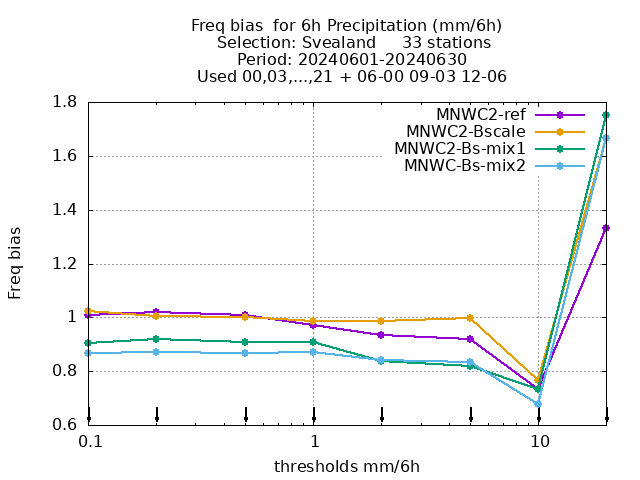 Freq bias  for 6h Precipitation (mm/6h)
Selection: Svealand     33 stations
Period: 20240601-20240630
Used 00,03,...,21 + 06-00 09-03 12-06
MNWC2-ref
MNWC2-Bscale
MNWC2-Bs-mix1
MNWC-Bs-mix2
1.8
1.6
1.4
1.2
1
0.8
0.6
Freq bias
0.1 1 10
thresholds mm/6h